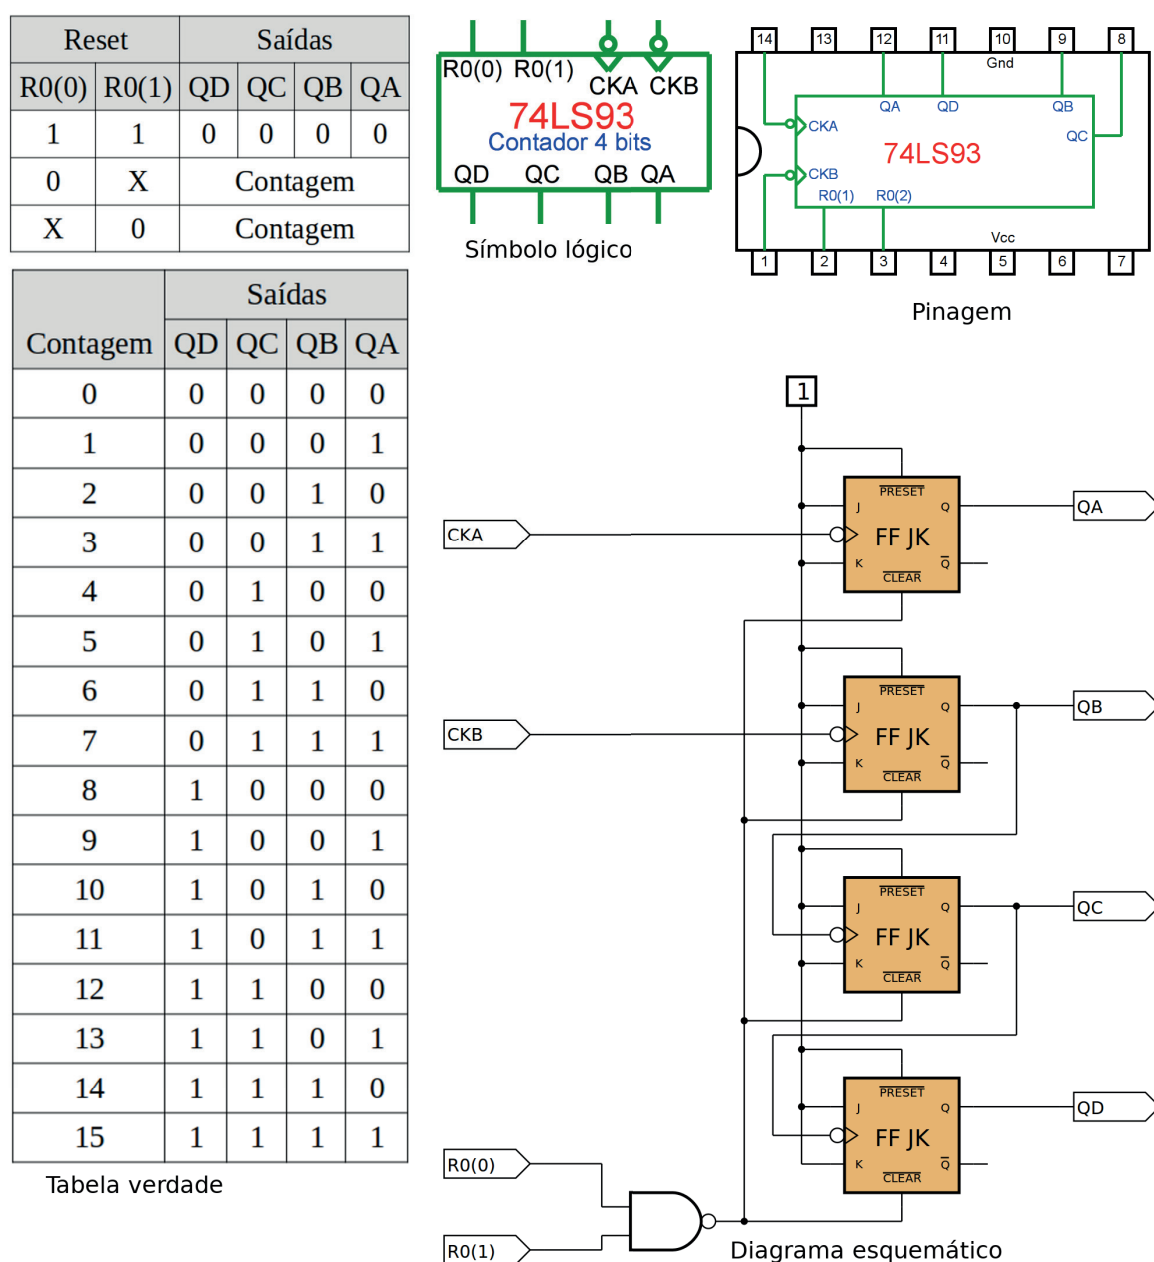 Reset Saídas
R0(0) R0(1) QD QC QB QA
1 1 0 0 0 0
0 X Contagem
X 0 Contagem
R0(0) R0(1) CKA CKB
74LS93
Contador 4 bits
QD QC QB QA
Símbolo lógico
14 13 12 11 10 9 8
Gnd
QA QD QB
CKA QC
74LS93
CKB
R0(1) R0(2)
Vcc
1 2 3 4 5 6 7
Pinagem
Saídas
Contagem QD QC QB QA
0 0 0 0 0
1 0 0 0 1
2 0 0 1 0
3 0 0 1 1
4 0 1 0 0
5 0 1 0 1
6 0 1 1 0
7 0 1 1 1
8 1 0 0 0
9 1 0 0 1
10 1 0 1 0
11 1 0 1 1
12 1 1 0 0
13 1 1 0 1
14 1 1 1 0
15 1 1 1 1
Tabela verdade
1
PRESET
J Q QA
CKA FF JK
K Q
CLEAR
PRESET
J Q QB
CKB FF JK
K Q
CLEAR
PRESET
J Q QC
FF JK
K Q
CLEAR
PRESET
J Q QD
FF JK
K Q
CLEAR
R0(0)
R0(1)
Diagrama esquemático